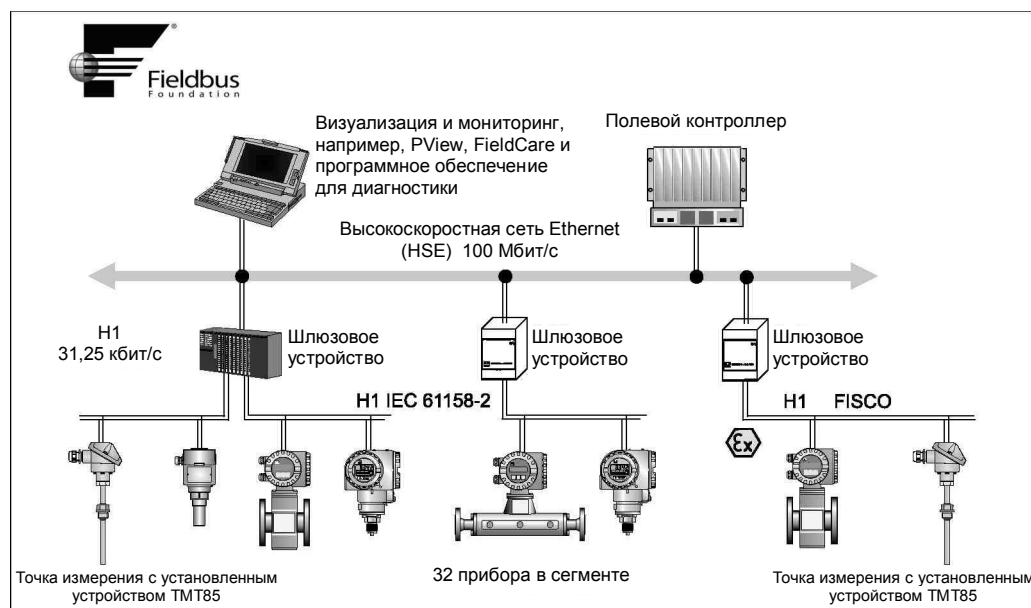 Fieldbus
Foundation
Визуализация и мониторинг,
например, PView, FieldCare и
программное обеспечение
для диагностики
Полевой контроллер
Высокоскоростная сеть Ethernet
(HSE) 100 Мбит/с
H1
31,25 кбит/с
Шлюзовое
устройство
Шлюзовое
устройство
Шлюзовое
устройство
H1 IEC 61158-2
H1 FISCO
Ex
Точка измерения с установленным
устройством TMT85
32 прибора в сегменте
Точка измерения с установленным
устройством TMT85